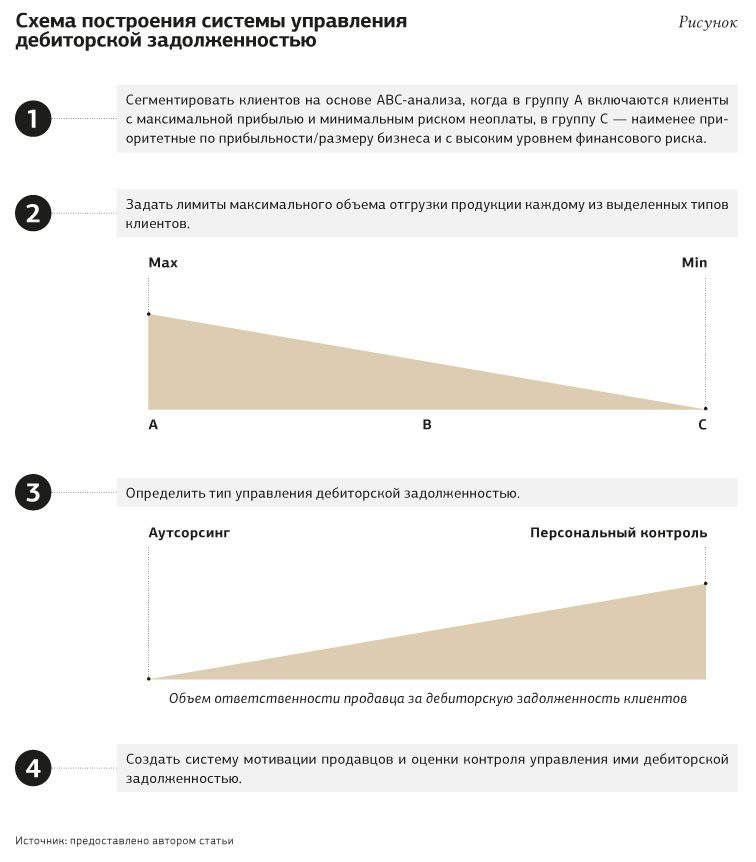 Схема построения системы управления
дебиторской задолженностью
Рисунок
1
Сегментировать клиентов на основе ABC-анализа, когда в группу А включаются клиенты
с максимальной прибылью и минимальным риском неоплаты, в группу С — наименее при-
оритетные по прибыльности/размеру бизнеса и с высоким уровнем финансового риска.
2
Задать лимиты максимального объема отгрузки продукции каждому из выделенных типов
клиентов.
Max Min
A B C
3
Определить тип управления дебиторской задолженностью.
Аутсорсинг Персональный контроль
Объем ответственности продавца за дебиторскую задолженность клиентов
4
Создать систему мотивации продавцов и оценки контроля управления ими дебиторской
задолженностью.
Источник: предоставлено автором статьи